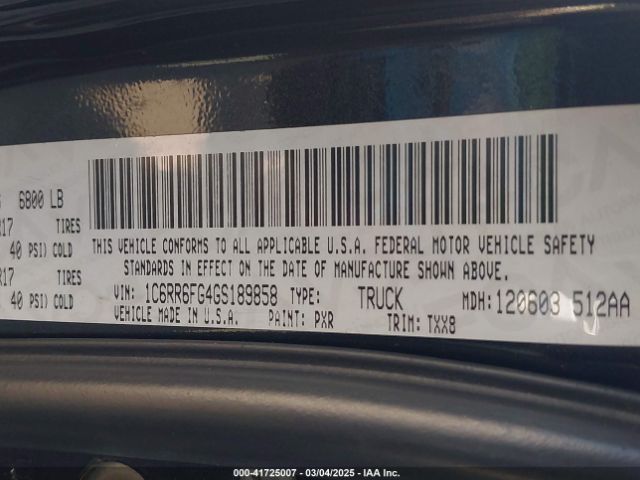 6800 LB
R17 TIRES
40 PSI) COLD
R17 TIRES
40 PSI) COLD
THIS VEHICLE CONFORMS TO ALL APPLICABLE U.S.A. FEDERAL MOTOR VEHICLE SAFETY
STANDARDS IN EFFECT ON THE DATE OF MANUFACTURE SHOWN ABOVE.
VIN: 1C6RR6FG4GS189858 TYPE: TRUCK MDH: 120603 512AA
VEHICLE MADE IN U.S.A. PAINT: PXR TRIM: TXX8
000-41725007 - 03/04/2025 - IAA Inc.